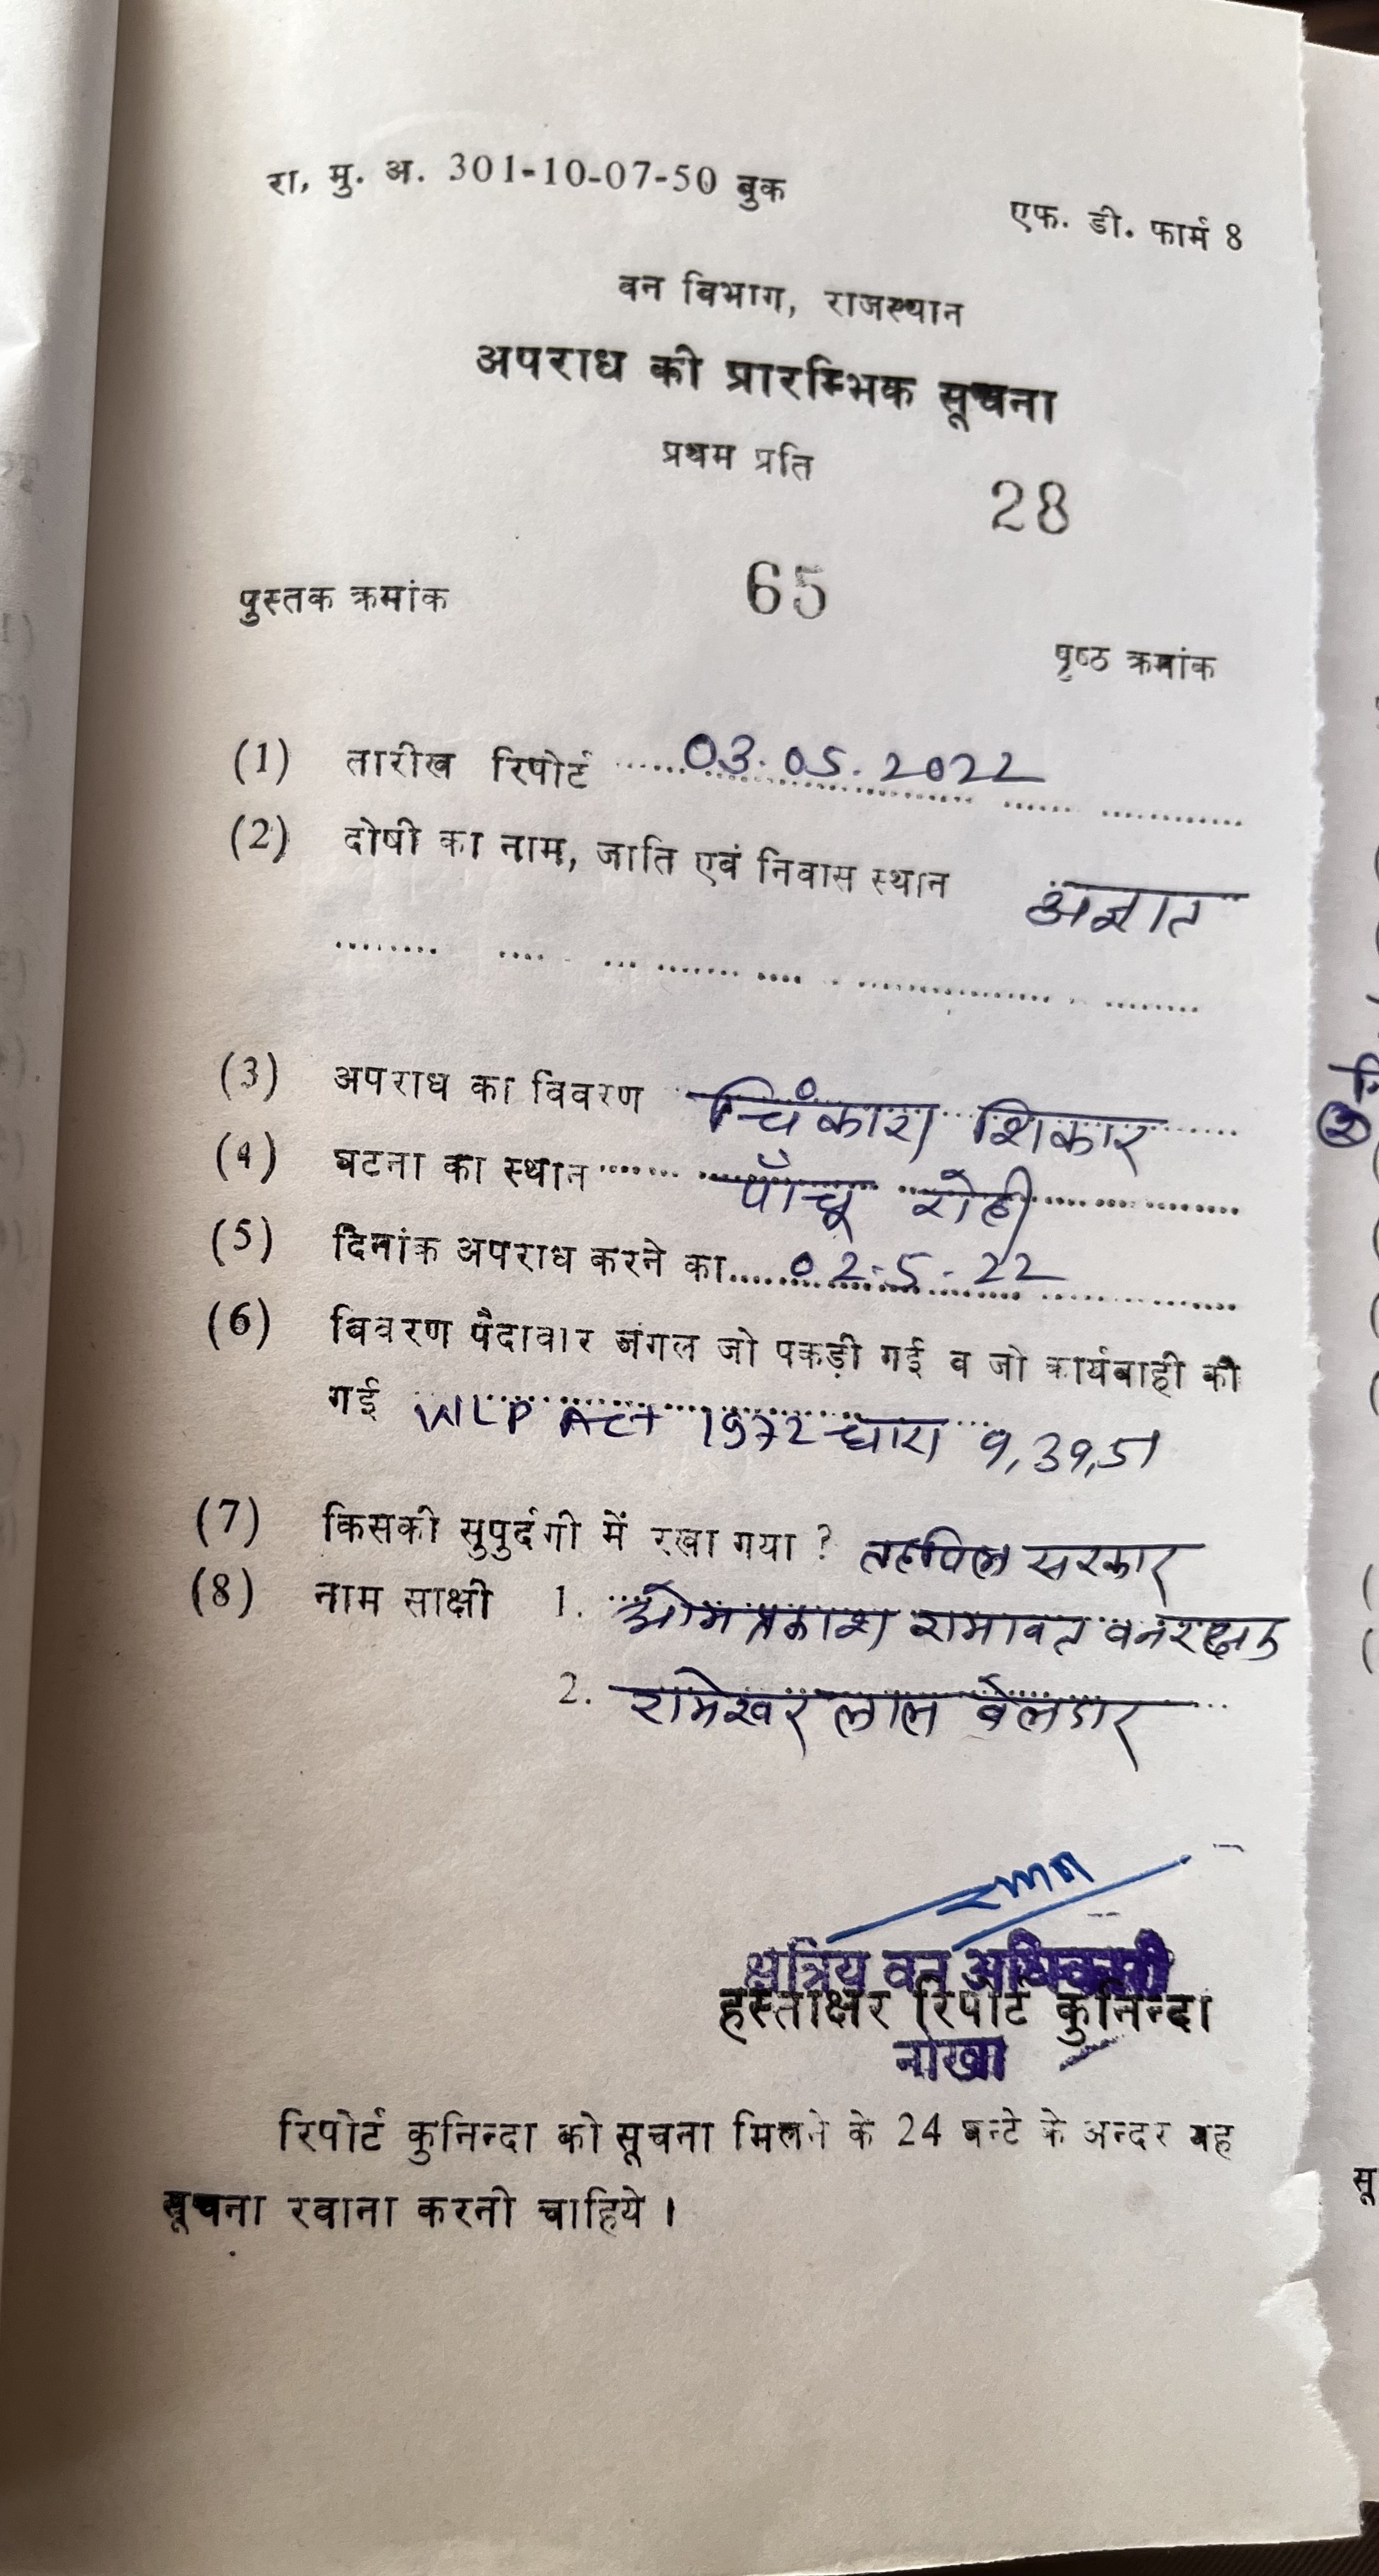 रा. मु. अ. 301-10-07-50 बुक
एफ. डी. फार्म 8
वन विभाग, राजस्थान
अपराध की प्रारम्भिक सूचना
प्रथम प्रति
28
पुस्तक क्रमांक 65
पृष्ठ क्रमांक
(1) तारीख रिपोर्ट 03.05.2022
(2) दोषी का नाम, जाति एवं निवास स्थान अज्ञात
(3) अपराध का विवरण चिंकारा शिकार
(4) घटना का स्थान पाँचू रोही
(5) दिनांक अपराध करने का 02-5-22
(6) विवरण पैदावार जंगल जो पकड़ी गई व जो कार्यवाही की
गई WLP Act 1972 धारा 9,39,51
(7) किसकी सुपुर्दगी में रखा गया ? तहविल सरकार
(8) नाम साक्षी 1. ओमप्रकाश रामावत वनरक्षक
2. रामेश्वर लाल बेलदार
क्षेत्रिय वन अधिकारी
हस्ताक्षर रिपोर्ट कुनिन्दा
नोखा
रिपोर्ट कुनिन्दा को सूचना मिलने के 24 घन्टे के अन्दर यह
सूचना रवाना करनी चाहिये।